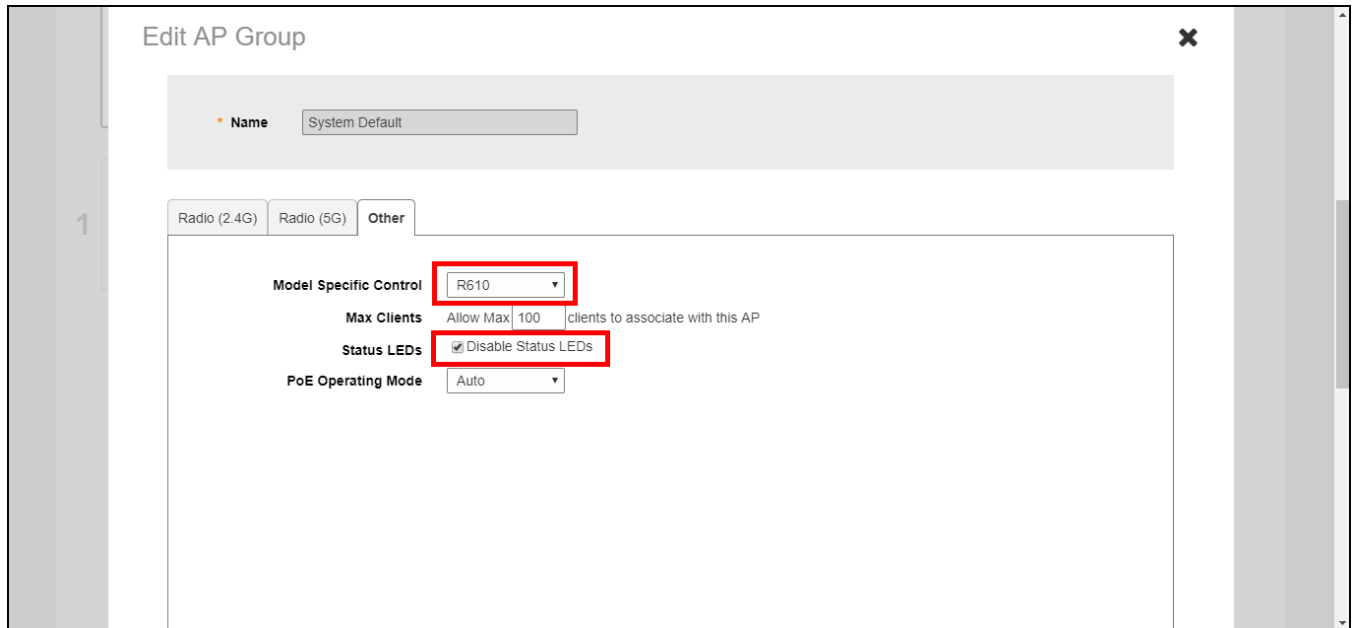 Edit AP Group
* Name System Default
1
Radio (2.4G) Radio (5G) Other
Model Specific Control R610
Max Clients Allow Max 100 clients to associate with this AP
Status LEDs Disable Status LEDs
PoE Operating Mode Auto